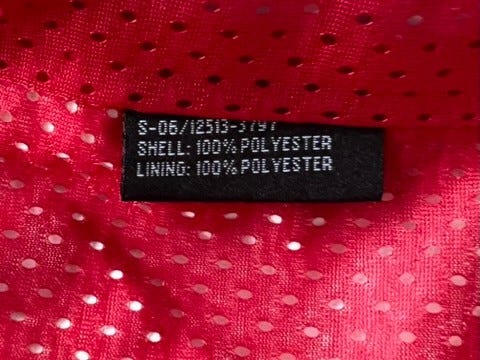 S-06/12513-3797
SHELL: 100% POLYESTER
LINING: 100% POLYESTER